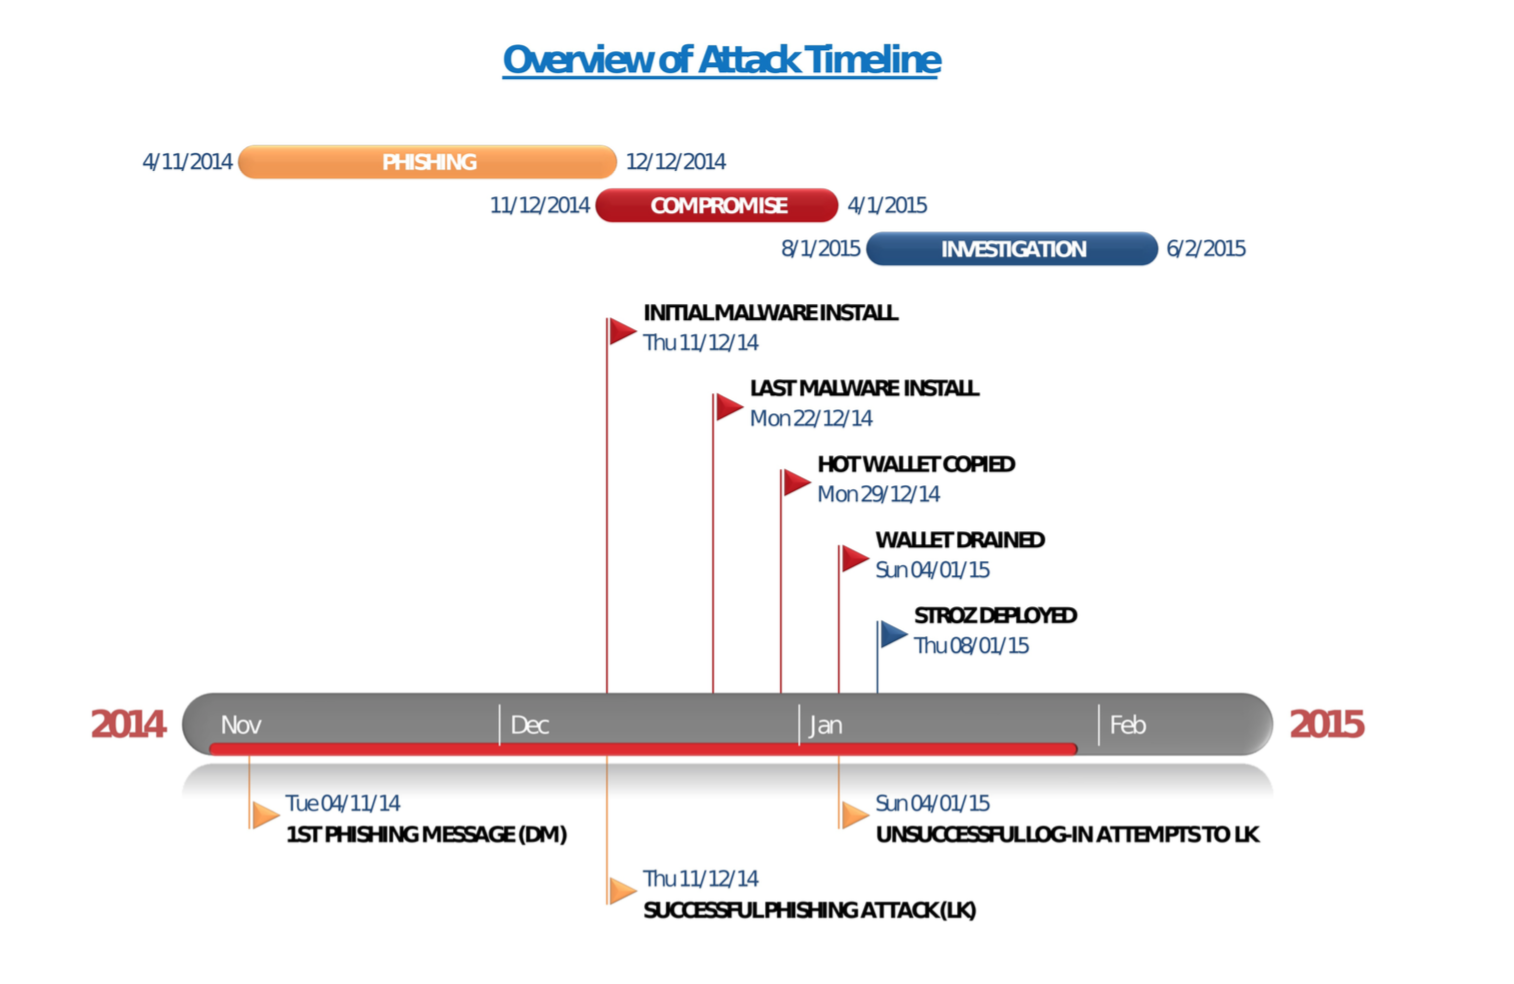 Overview of Attack Timeline
4/11/2014 PHISHING 12/12/2014
11/12/2014 COMPROMISE 4/1/2015
8/1/2015 INVESTIGATION 6/2/2015
INITIAL MALWARE INSTALL
Thu 11/12/14
LAST MALWARE INSTALL
Mon 22/12/14
HOT WALLET COPIED
Mon 29/12/14
WALLET DRAINED
Sun 04/01/15
STROZ DEPLOYED
Thu 08/01/15
2014 Nov Dec Jan Feb 2015
Tue 04/11/14
1ST PHISHING MESSAGE (DM)
Sun 04/01/15
UNSUCCESSFUL LOG-IN ATTEMPTS TO LK
Thu 11/12/14
SUCCESSFUL PHISHING ATTACK (LK)